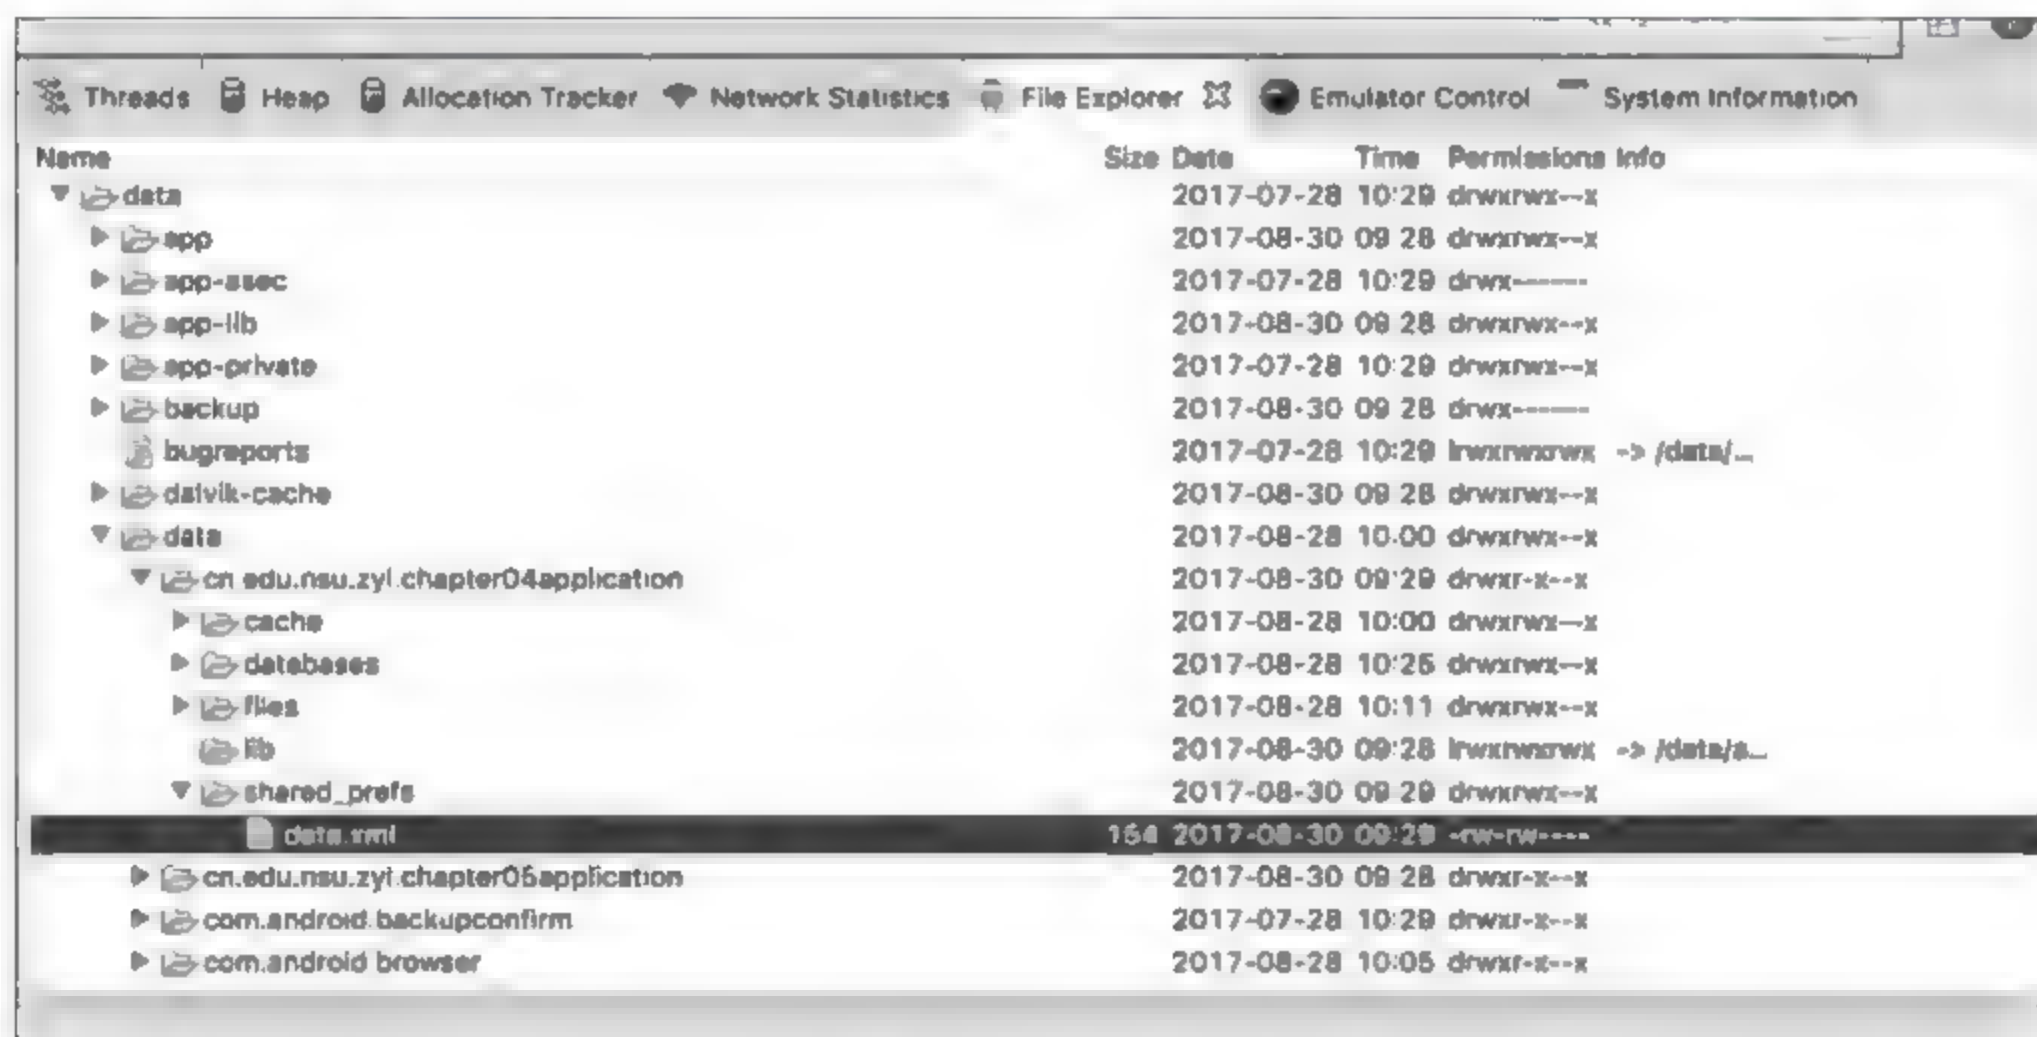 Threads Heap Allocation Tracker Network Statistics File Explorer Emulator Control System Information
Name Size Date Time Permissions Info
data 2017-07-28 10:29 drwxrwx--x
app 2017-08-30 09:28 drwxrwx--x
app-asec 2017-07-28 10:29 drwx------
app-lib 2017-08-30 09:28 drwxrwx--x
app-private 2017-07-28 10:29 drwxrwx--x
backup 2017-08-30 09:28 drwx------
bugreports 2017-07-28 10:29 lrwxrwxrwx -> /data/...
dalvik-cache 2017-08-30 09:28 drwxrwx--x
data 2017-08-28 10:00 drwxrwx--x
cn.edu.nsu.zyl.chapter04application 2017-08-30 09:29 drwxr-x--x
cache 2017-08-28 10:00 drwxrwx--x
databases 2017-08-28 10:26 drwxrwx--x
files 2017-08-28 10:11 drwxrwx--x
lib 2017-08-30 09:28 lrwxrwxrwx -> /data/a...
shared_prefs 2017-08-30 09:29 drwxrwx--x
data.xml 164 2017-08-30 09:29 -rw-rw----
cn.edu.nsu.zyl.chapter05application 2017-08-30 09:28 drwxr-x--x
com.android.backupconfirm 2017-07-28 10:29 drwxr-x--x
com.android.browser 2017-08-28 10:05 drwxr-x--x